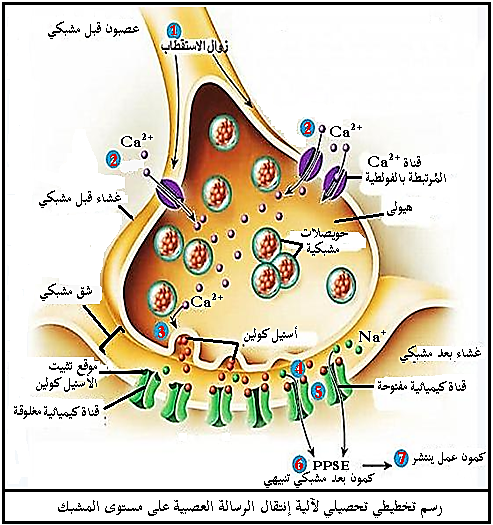 عصبون قبل مشبكي
1
زوال الاستقطاب
2
Ca²⁺
2
Ca²⁺
قناة Ca²⁺
المُرتبطة بالفولطية
غشاء قبل مشبكي
هيولى
حويصلات
مشبكية
شق مشبكي
Ca²⁺
3
أستيل كولين
Na⁺
غشاء بعد مشبكي
موقع تثبيت
الأستيل كولين
4
5
قناة كيميائية مفتوحة
قناة كيميائية مغلوقة
6 PPSE
7 كمون عمل ينتشر
كمون بعد مشبكي تنبيهي
رسم تخطيطي تحصيلي لآلية إنتقال الرسالة العصبية على مستوى المشبك